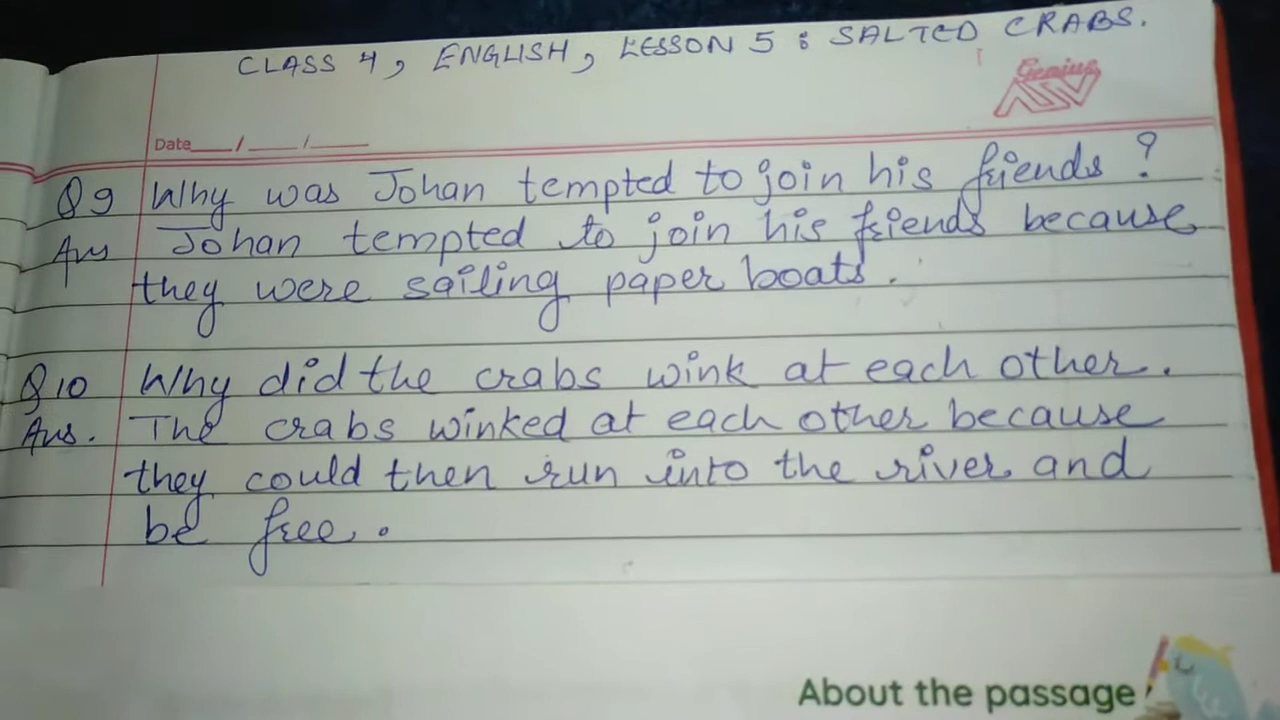 CLASS 4, ENGLISH, LESSON 5 : SALTED CRABS.
Genius
Date___/___/___
Q9 Why was Johan tempted to join his friends ?
Ans Johan tempted to join his friends because
they were sailing paper boats.
Q10 Why did the crabs wink at each other.
Ans. The crabs winked at each other because
they could then run into the river and
be free.
About the passage